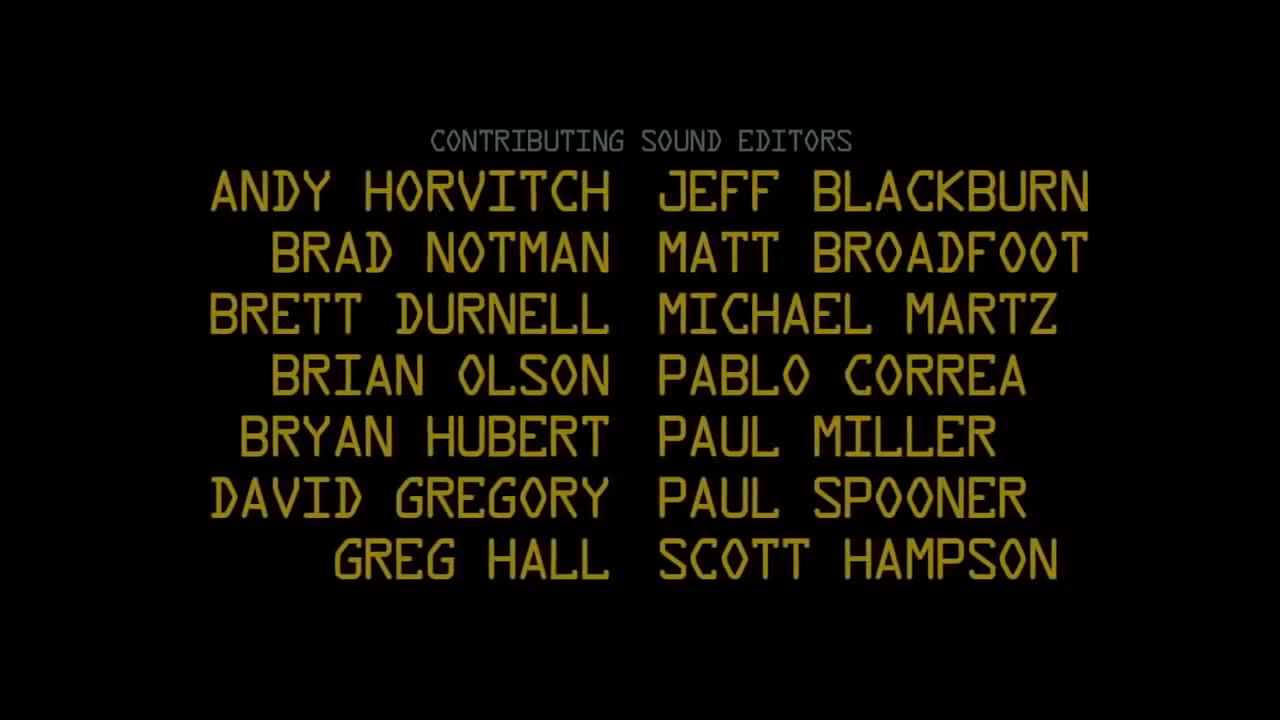 CONTRIBUTING SOUND EDITORS
ANDY HORVITCH JEFF BLACKBURN
BRAD NOTMAN MATT BROADFOOT
BRETT DURNELL MICHAEL MARTZ
BRIAN OLSON PABLO CORREA
BRYAN HUBERT PAUL MILLER
DAVID GREGORY PAUL SPOONER
GREG HALL SCOTT HAMPSON